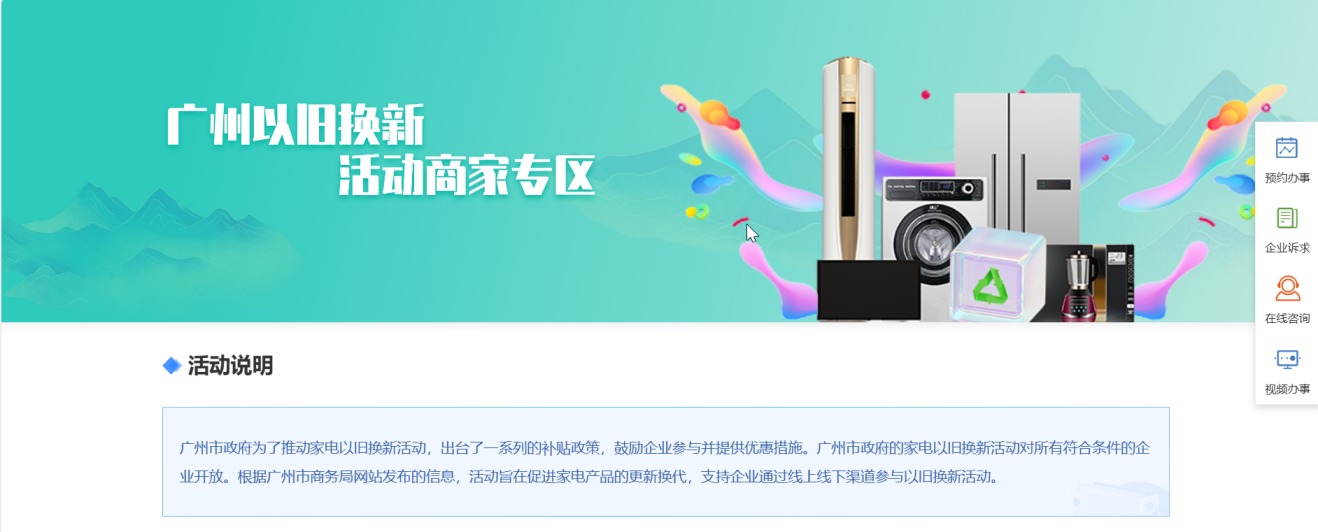 广州以旧换新
活动商家专区
预约办事
企业诉求
在线咨询
视频办事
活动说明
广州市政府为了推动家电以旧换新活动，出台了一系列的补贴政策，鼓励企业参与并提供优惠措施。广州市政府的家电以旧换新活动对所有符合条件的企
业开放。根据广州市商务局网站发布的信息，活动旨在促进家电产品的更新换代，支持企业通过线上线下渠道参与以旧换新活动。